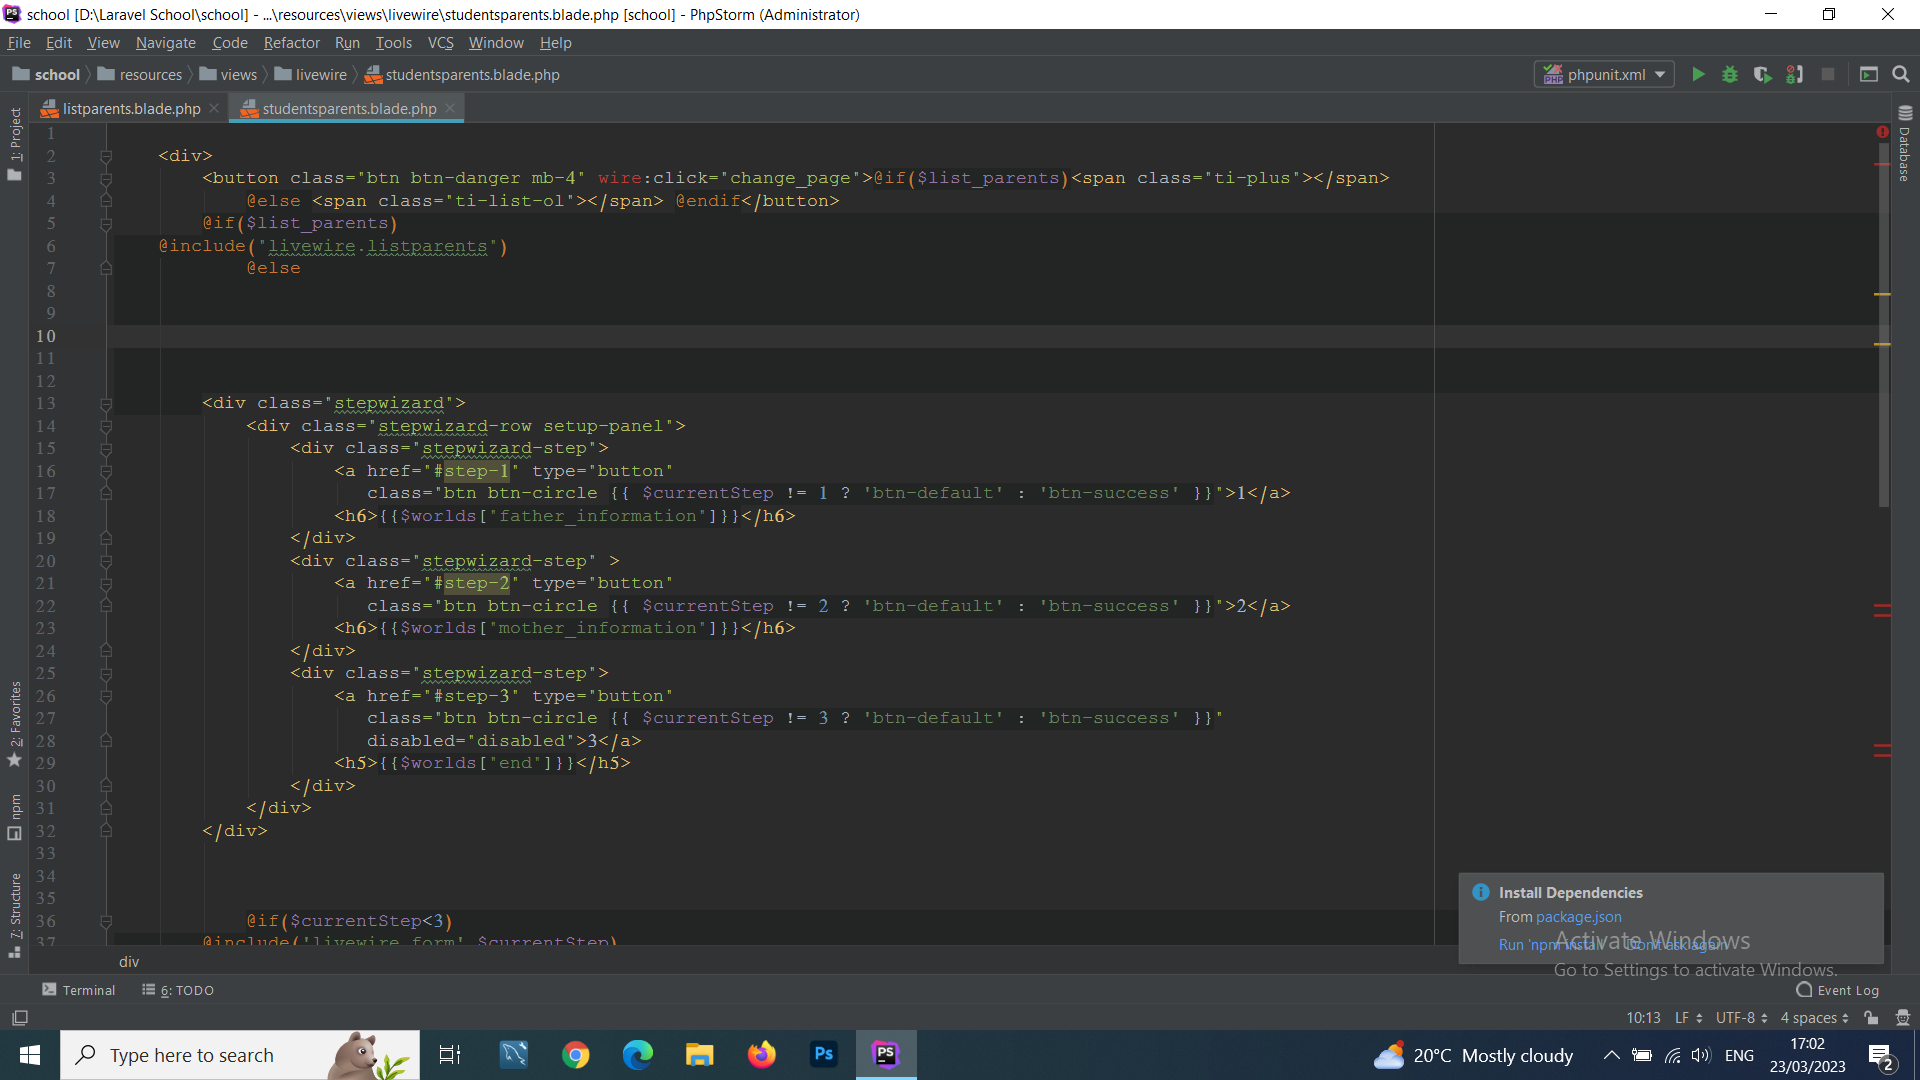 school [D:\Laravel School\school] - ...\resources\views\livewire\studentsparents.blade.php [school] - PhpStorm (Administrator)
File Edit View Navigate Code Refactor Run Tools VCS Window Help
school resources views livewire studentsparents.blade.php phpunit.xml
listparents.blade.php studentsparents.blade.php
1: Project
2: Favorites
npm
7: Structure
Database
1
2 <div>
3 <button class="btn btn-danger mb-4" wire:click="change_page">@if($list_parents)<span class="ti-plus"></span>
4 @else <span class="ti-list-ol"></span> @endif</button>
5 @if($list_parents)
6 @include('livewire.listparents')
7 @else
8
9
10
11
12
13 <div class="stepwizard">
14 <div class="stepwizard-row setup-panel">
15 <div class="stepwizard-step">
16 <a href="#step-1" type="button"
17 class="btn btn-circle {{ $currentStep != 1 ? 'btn-default' : 'btn-success' }}">1</a>
18 <h6>{{$worlds["father_information"]}}</h6>
19 </div>
20 <div class="stepwizard-step" >
21 <a href="#step-2" type="button"
22 class="btn btn-circle {{ $currentStep != 2 ? 'btn-default' : 'btn-success' }}">2</a>
23 <h6>{{$worlds["mother_information"]}}</h6>
24 </div>
25 <div class="stepwizard-step">
26 <a href="#step-3" type="button"
27 class="btn btn-circle {{ $currentStep != 3 ? 'btn-default' : 'btn-success' }}"
28 disabled="disabled">3</a>
29 <h5>{{$worlds["end"]}}</h5>
30 </div>
31 </div>
32 </div>
33
34
35
36 @if($currentStep<3)
37 @include('livewire.form',$currentStep)
Install Dependencies
From package.json
Run 'npm install' Don't ask again
Activate Windows
Go to Settings to activate Windows.
div
Terminal 6: TODO Event Log
10:13 LF UTF-8 4 spaces
Type here to search
Ps
PS
20°C Mostly cloudy
ENG
17:02
23/03/2023
2